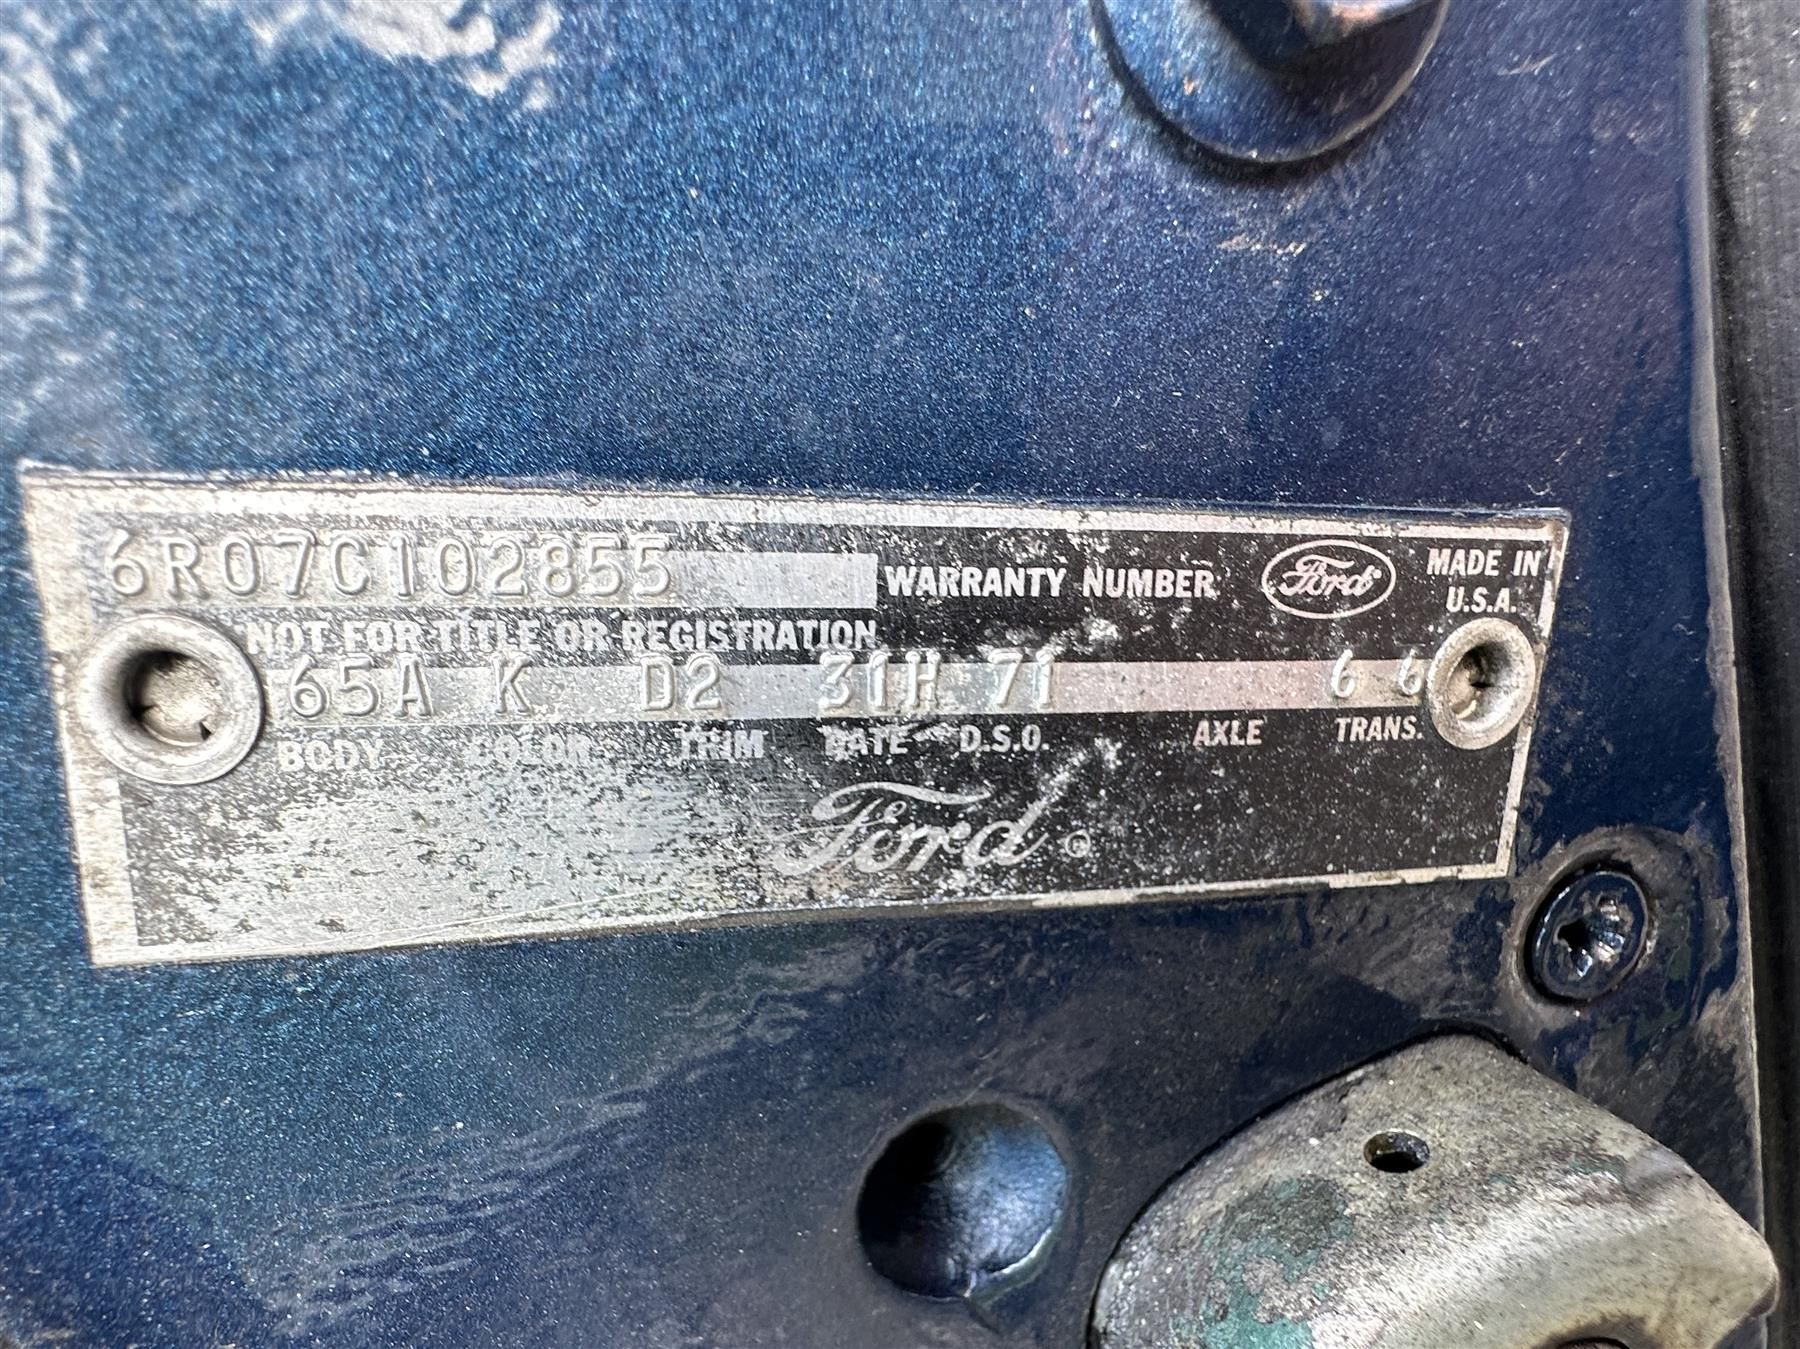 6R07C102855 WARRANTY NUMBER Ford MADE IN U.S.A.
NOT FOR TITLE OR REGISTRATION
65A K D2 31H 71 6 6
BODY COLOR TRIM DATE D.S.O. AXLE TRANS.
Ford